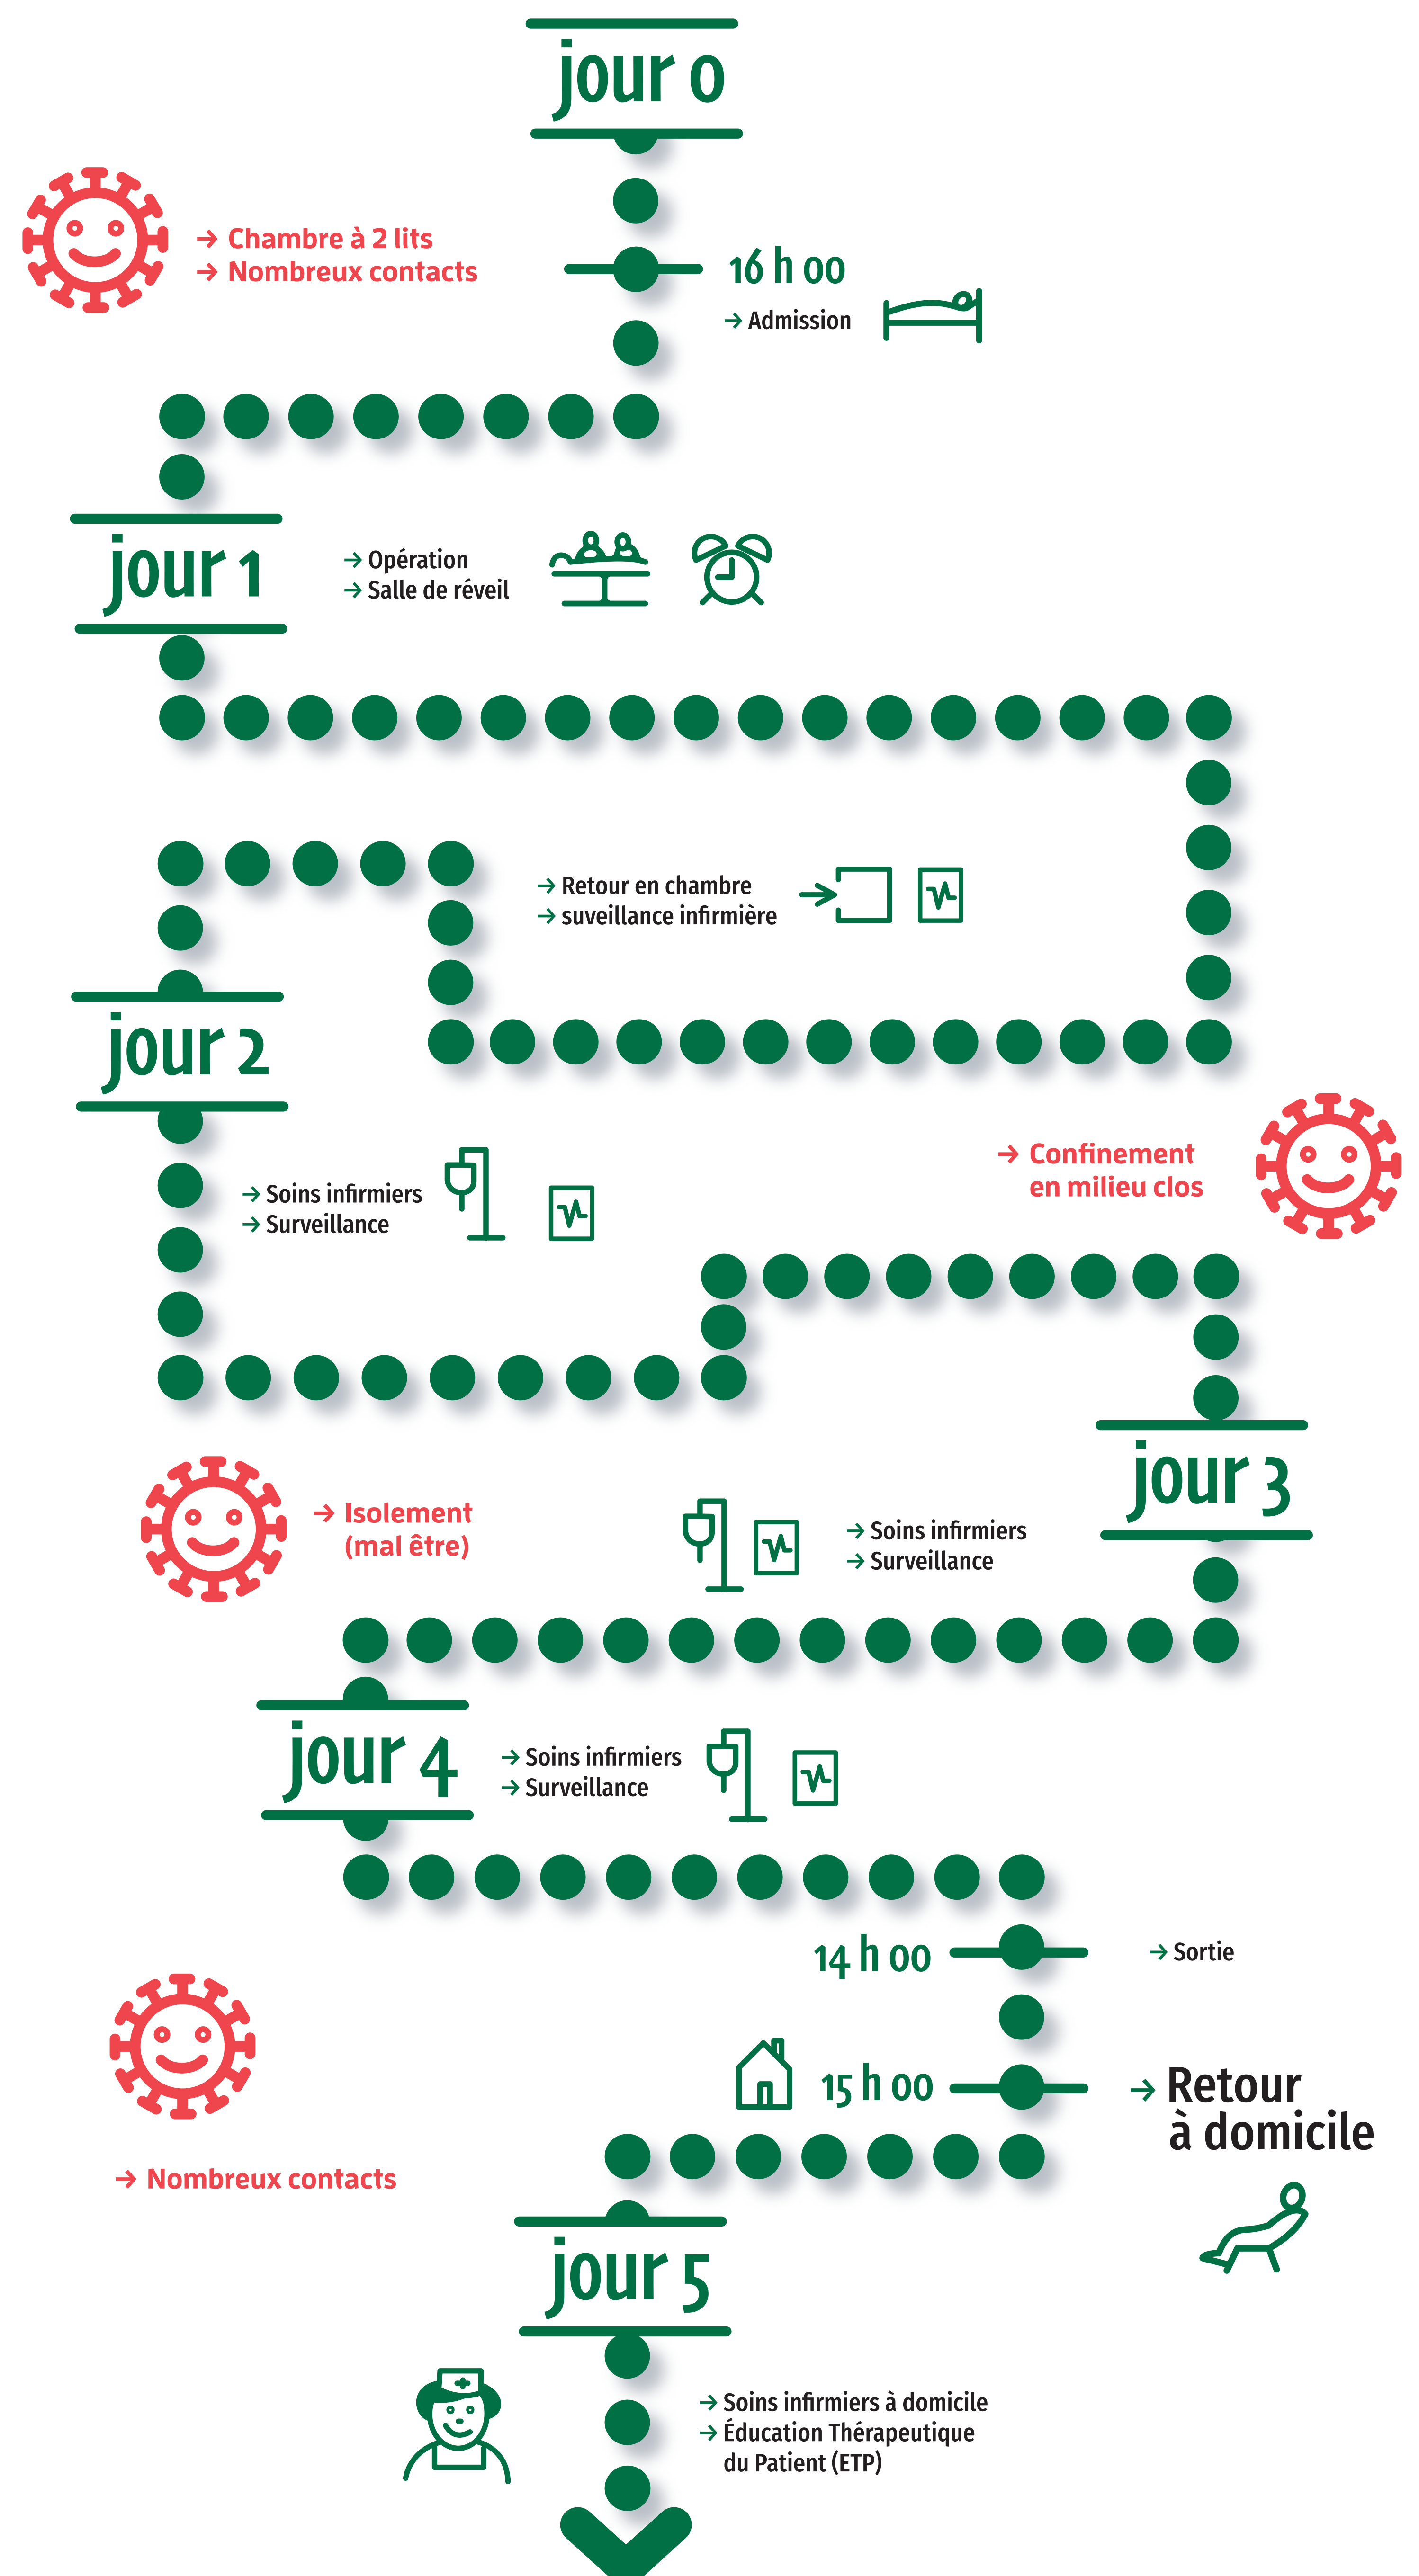 jour 0
→ Chambre à 2 lits
→ Nombreux contacts
16 h 00
→ Admission
jour 1
→ Opération
→ Salle de réveil
→ Retour en chambre
→ suveillance infirmière
jour 2
→ Soins infirmiers
→ Surveillance
→ Confinement
en milieu clos
jour 3
→ Isolement
(mal être)
→ Soins infirmiers
→ Surveillance
jour 4
→ Soins infirmiers
→ Surveillance
14 h 00
→ Sortie
15 h 00
→ Retour
à domicile
→ Nombreux contacts
jour 5
→ Soins infirmiers à domicile
→ Éducation Thérapeutique
du Patient (ETP)